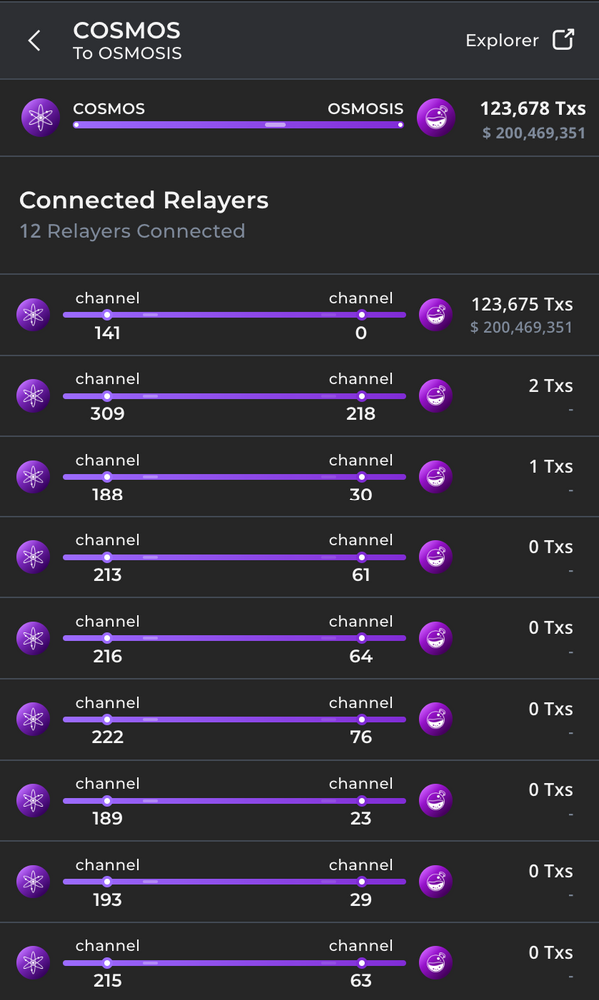 COSMOS
To OSMOSIS
Explorer
COSMOS
OSMOSIS
123,678 Txs
$ 200,469,351
Connected Relayers
12 Relayers Connected
channel
channel
141
0
123,675 Txs
$ 200,469,351
channel
channel
309
218
2 Txs
-
channel
channel
188
30
1 Txs
-
channel
channel
213
61
0 Txs
-
channel
channel
216
64
0 Txs
-
channel
channel
222
76
0 Txs
-
channel
channel
189
23
0 Txs
-
channel
channel
193
29
0 Txs
-
channel
channel
215
63
0 Txs
-